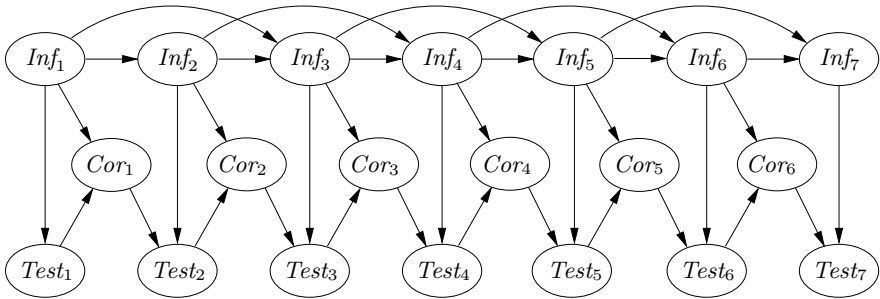 Inf₁ Inf₂ Inf₃ Inf₄ Inf₅ Inf₆ Inf₇
Cor₁ Cor₂ Cor₃ Cor₄ Cor₅ Cor₆
Test₁ Test₂ Test₃ Test₄ Test₅ Test₆ Test₇